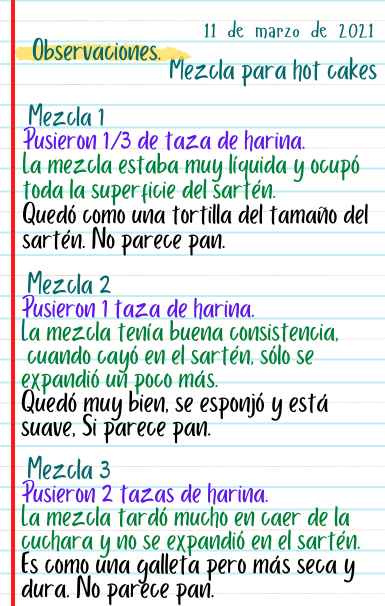 11 de marzo de 2021
Observaciones.
Mezcla para hot cakes
Mezcla 1
Pusieron 1/3 de taza de harina.
La mezcla estaba muy líquida y ocupó
toda la superficie del sartén.
Quedó como una tortilla del tamaño del
sartén. No parece pan.
Mezcla 2
Pusieron 1 taza de harina.
La mezcla tenía buena consistencia,
cuando cayó en el sartén, sólo se
expandió un poco más.
Quedó muy bien, se esponjó y está
suave, Si parece pan.
Mezcla 3
Pusieron 2 tazas de harina.
La mezcla tardó mucho en caer de la
cuchara y no se expandió en el sartén.
Es como una galleta pero más seca y
dura. No parece pan.